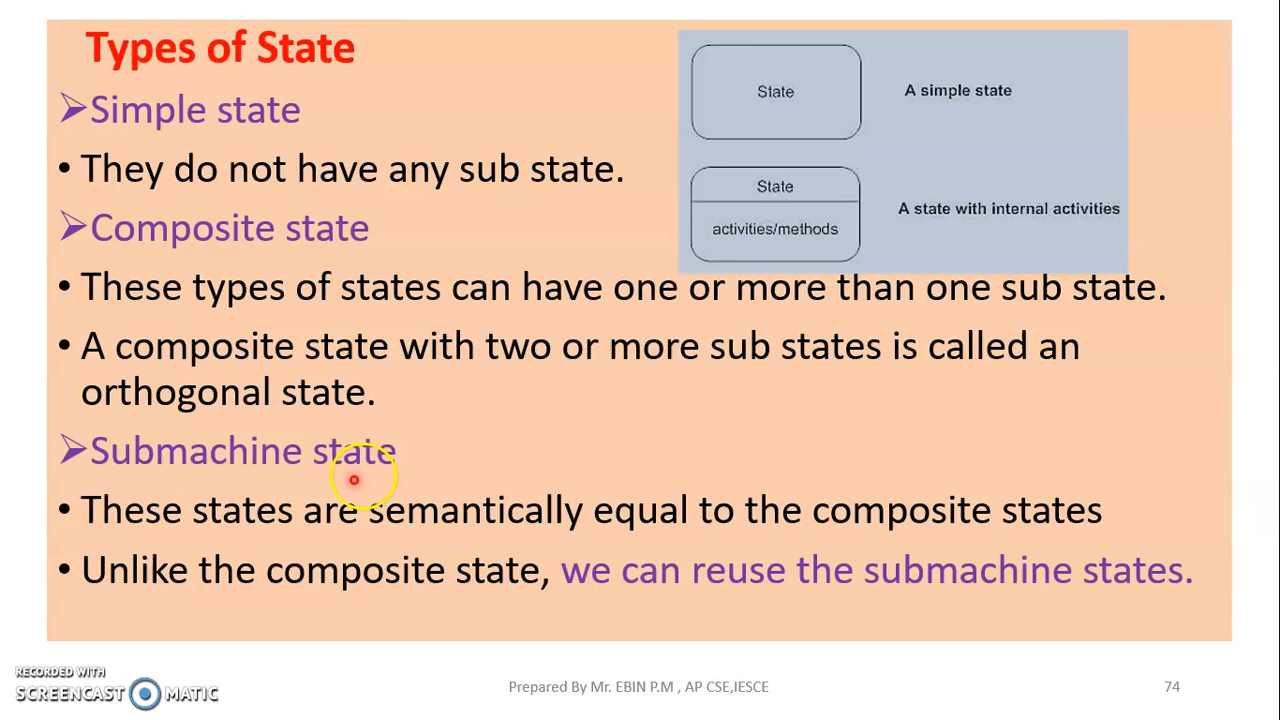 Types of State
➢Simple state
• They do not have any sub state.
➢Composite state
• These types of states can have one or more than one sub state.
• A composite state with two or more sub states is called an
orthogonal state.
➢Submachine state
• These states are semantically equal to the composite states
• Unlike the composite state, we can reuse the submachine states.
State
A simple state
State
activities/methods
A state with internal activities
RECORDED WITH
SCREENCAST MATIC
Prepared By Mr. EBIN P.M , AP CSE,IESCE
74